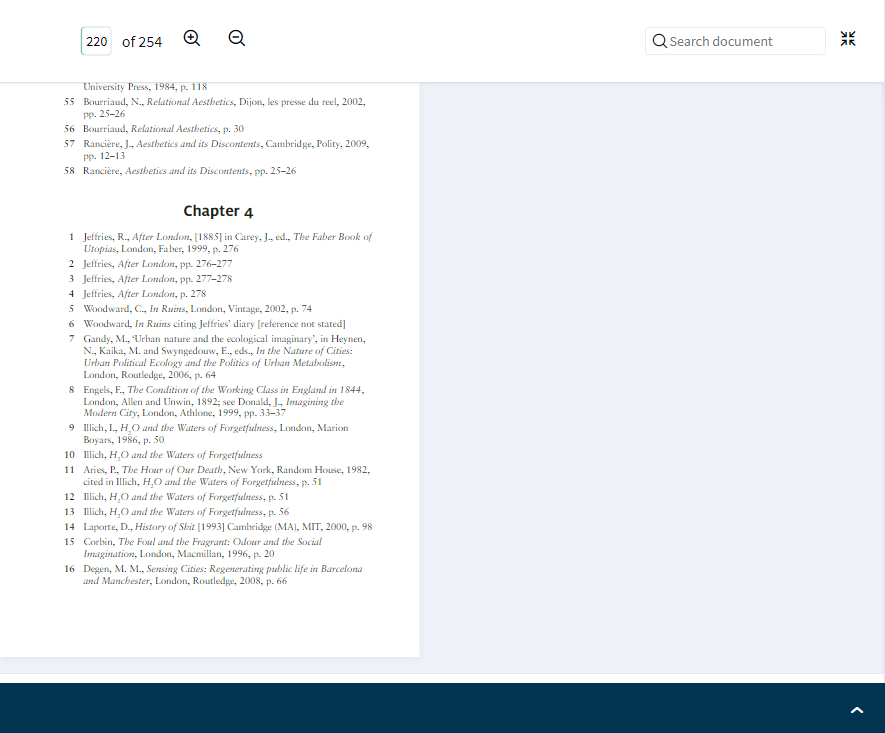 220 of 254
Search document
University Press, 1984, p. 118
55 Bourriaud, N., Relational Aesthetics, Dijon, les presse du reel, 2002,
pp. 25–26
56 Bourriaud, Relational Aesthetics, p. 30
57 Rancière, J., Aesthetics and its Discontents, Cambridge, Polity, 2009,
pp. 12–13
58 Rancière, Aesthetics and its Discontents, pp. 25–26
Chapter 4
1 Jeffries, R., After London, [1885] in Carey, J., ed., The Faber Book of
Utopias, London, Faber, 1999, p. 276
2 Jeffries, After London, pp. 276–277
3 Jeffries, After London, pp. 277–278
4 Jeffries, After London, p. 278
5 Woodward, C., In Ruins, London, Vintage, 2002, p. 74
6 Woodward, In Ruins citing Jeffries' diary [reference not stated]
7 Gandy, M., 'Urban nature and the ecological imaginary', in Heynen,
N., Kaika, M. and Swyngedouw, E., eds., In the Nature of Cities:
Urban Political Ecology and the Politics of Urban Metabolism,
London, Routledge, 2006, p. 64
8 Engels, F., The Condition of the Working Class in England in 1844,
London, Allen and Unwin, 1892; see Donald, J., Imagining the
Modern City, London, Athlone, 1999, pp. 33–37
9 Illich, I., H₂O and the Waters of Forgetfulness, London, Marion
Boyars, 1986, p. 50
10 Illich, H₂O and the Waters of Forgetfulness
11 Aries, P., The Hour of Our Death, New York, Random House, 1982,
cited in Illich, H₂O and the Waters of Forgetfulness, p. 51
12 Illich, H₂O and the Waters of Forgetfulness, p. 51
13 Illich, H₂O and the Waters of Forgetfulness, p. 56
14 Laporte, D., History of Shit [1993] Cambridge (MA), MIT, 2000, p. 98
15 Corbin, The Foul and the Fragrant: Odour and the Social
Imagination, London, Macmillan, 1996, p. 20
16 Degen, M. M., Sensing Cities: Regenerating public life in Barcelona
and Manchester, London, Routledge, 2008, p. 66